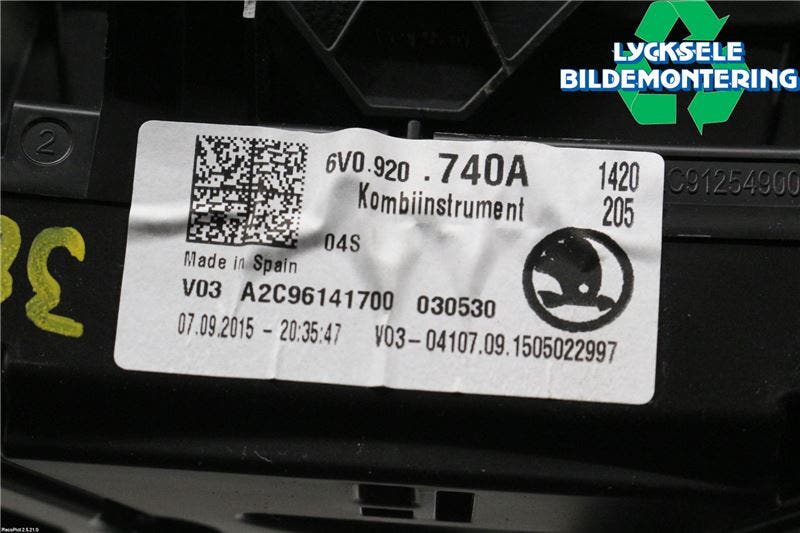 LYCKSELE
BILDEMONTERING
2
6V0.920 .740A
1420
Kombiinstrument
205
C91254900
04S
Made in Spain
38
V03 A2C96141700 030530
07.09.2015 - 20:35:47 V03-04107.09.1505022997